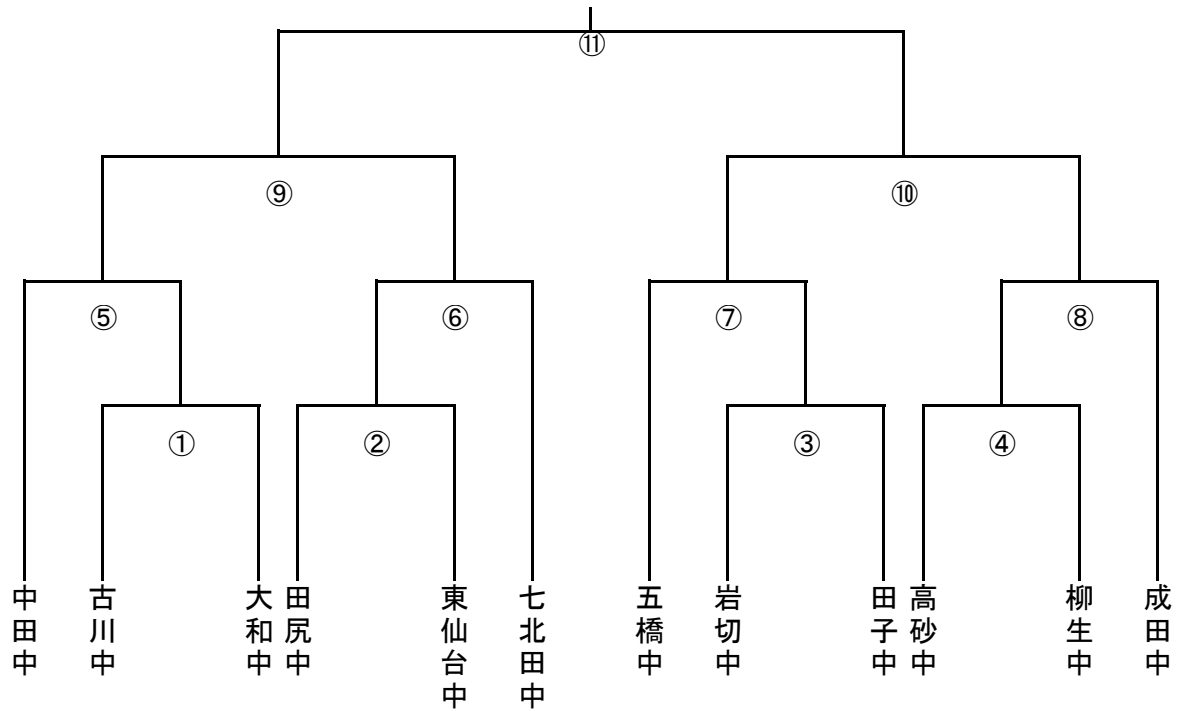 ⑪
⑨
⑩
⑤
⑥
⑦
⑧
①
②
③
④
中田中
古川中
大和中
田尻中
東仙台中
七北田中
五橋中
岩切中
田子中
高砂中
柳生中
成田中